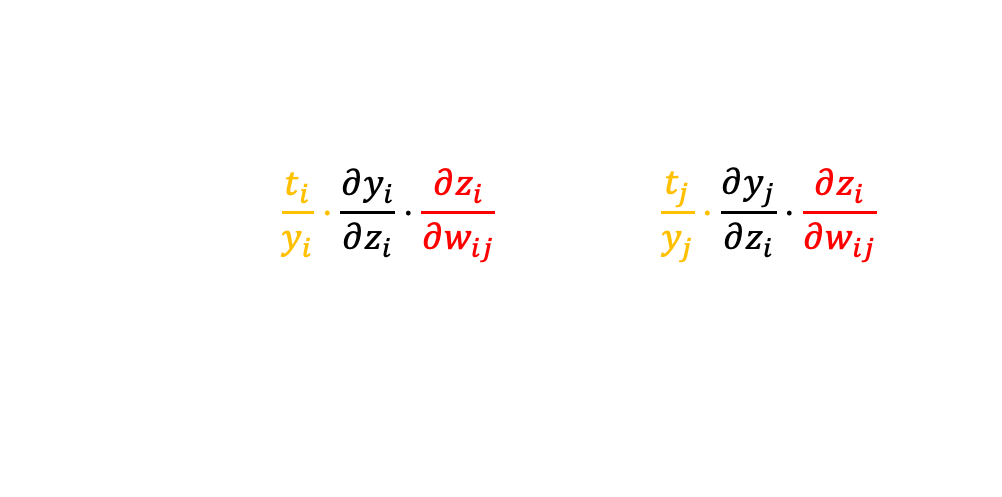 t_i/y_i · ∂y_i/∂z_i · ∂z_i/∂w_ij    t_j/y_j · ∂y_j/∂z_i · ∂z_i/∂w_ij